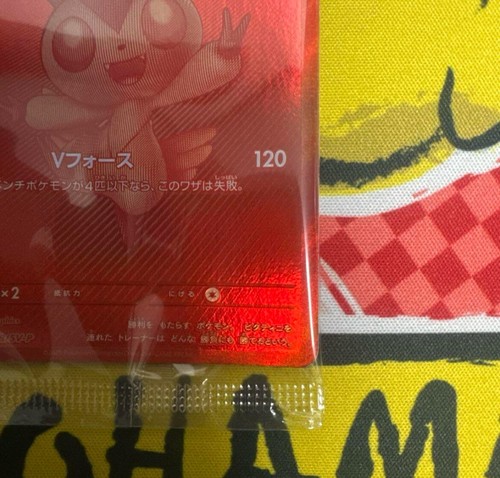 Vフォース 120
ンチポケモンが4匹以下なら、このワザは失敗。
×2 抵抗力 にげる
勝利を もたらす ポケモン。 ビクティニを
連れた トレーナーは どんな 勝負にも 勝てるという。
OHAMA